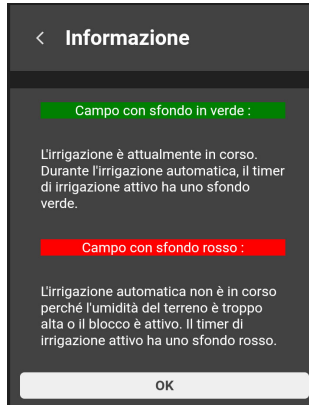 Informazione
Campo con sfondo in verde :
L'irrigazione è attualmente in corso.
Durante l'irrigazione automatica, il timer
di irrigazione attivo ha uno sfondo
verde.
Campo con sfondo rosso :
L'irrigazione automatica non è in corso
perché l'umidità del terreno è troppo
alta o il blocco è attivo. Il timer di
irrigazione attivo ha uno sfondo rosso.
OK